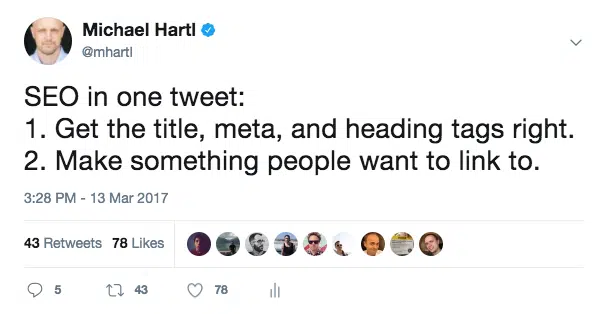 Michael Hartl
@mhartl
SEO in one tweet:
1. Get the title, meta, and heading tags right.
2. Make something people want to link to.
3:28 PM - 13 Mar 2017
43 Retweets 78 Likes
5 43 78